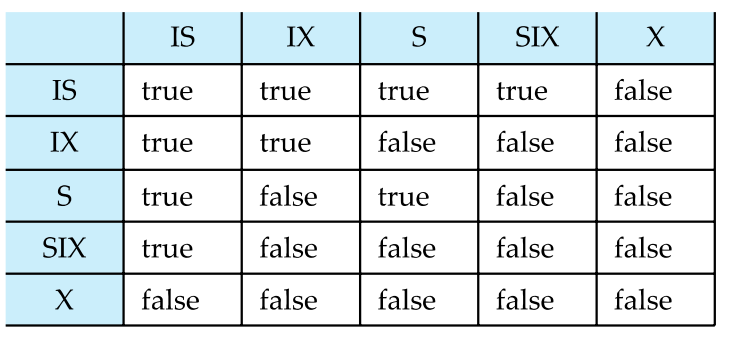 IS IX S SIX X
IS true true true true false
IX true true false false false
S true false true false false
SIX true false false false false
X false false false false false